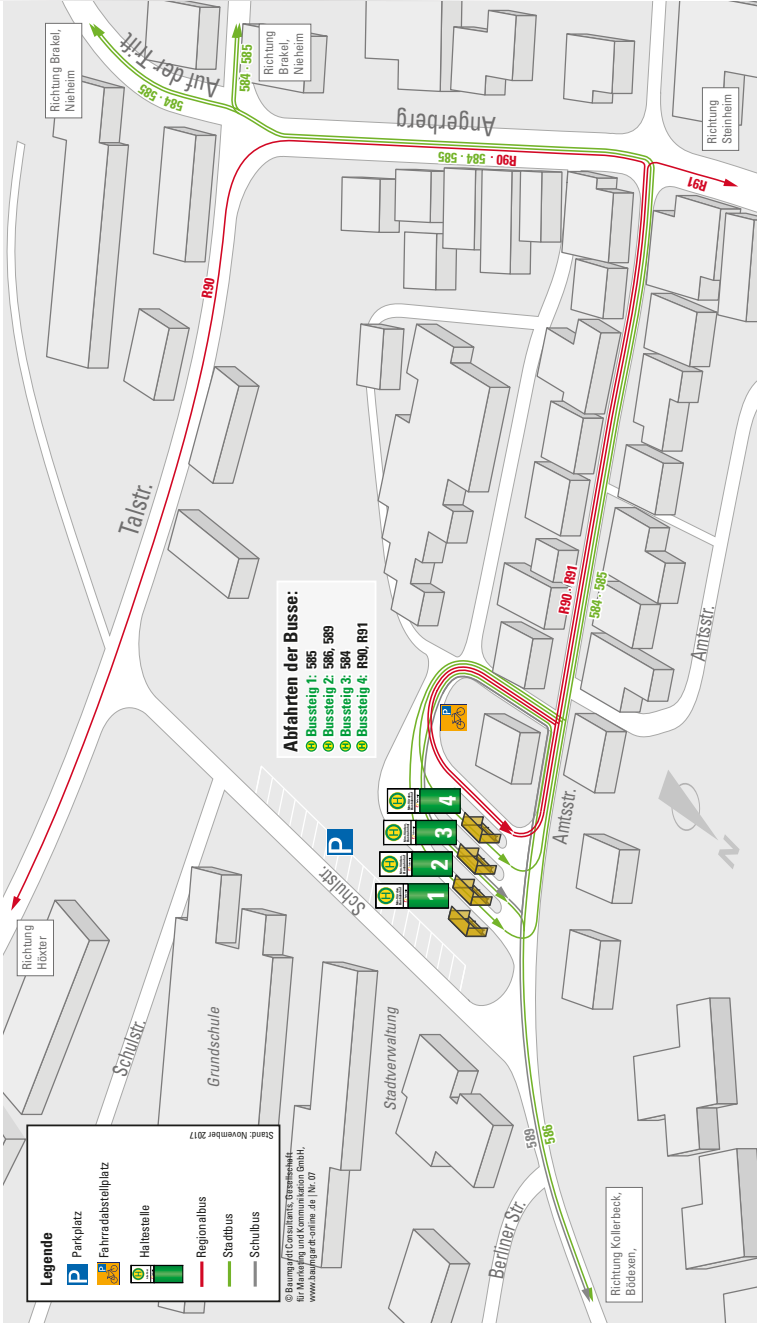 Richtung Brakel,
Nieheim
Auf der Trift
584 · 585
584 · 585
Richtung
Brakel,
Nieheim
Angerberg
R90 · 584 · 585
Richtung
Steinheim
R91
R90
Talstr.
Abfahrten der Busse:
H Bussteig 1: 585
H Bussteig 2: 586, 589
H Bussteig 3: 584
H Bussteig 4: R90, R91
R90 · R91
584 · 585
Amtsstr.
Amtsstr.
P
P
Schulstr.
H
1
H
2
H
3
H
4
N
Richtung
Höxter
Schulstr.
Grundschule
Stadtverwaltung
589
586
Berliner Str.
Richtung Kollerbeck,
Bödexen,
Legende
P Parkplatz
P Fahrradabstellplatz
H Haltestelle
Regionalbus
Stadtbus
Schulbus
Stand: November 2017
© Baumgardt Consultants, Gesellschaft
für Marketing und Kommunikation GmbH,
www.baumgardt-online.de | Nr. 07